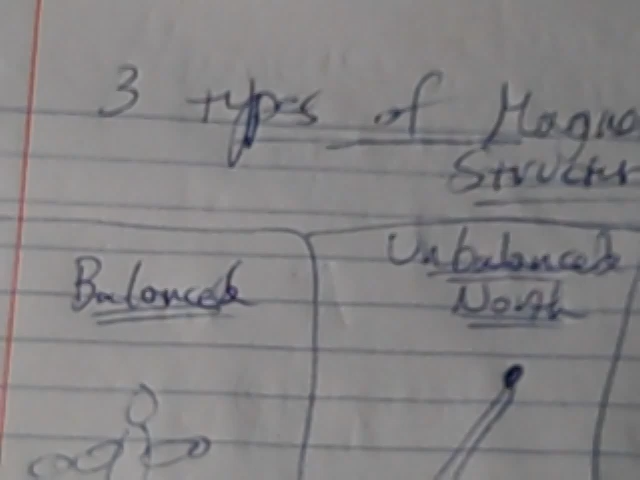 3 types of Magne
Structur
Balanced
Unbalanced
North